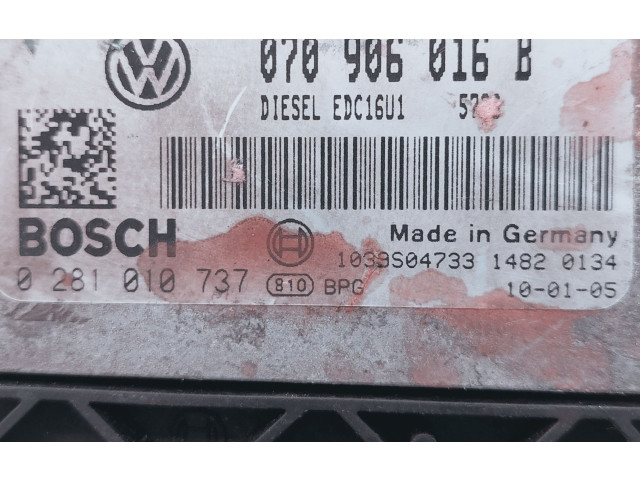 070 906 016 B
DIESEL EDC16U1
BOSCH
Made in Germany
1039S04733 1482 0134
0 281 010 737 810 BPG
10-01-05